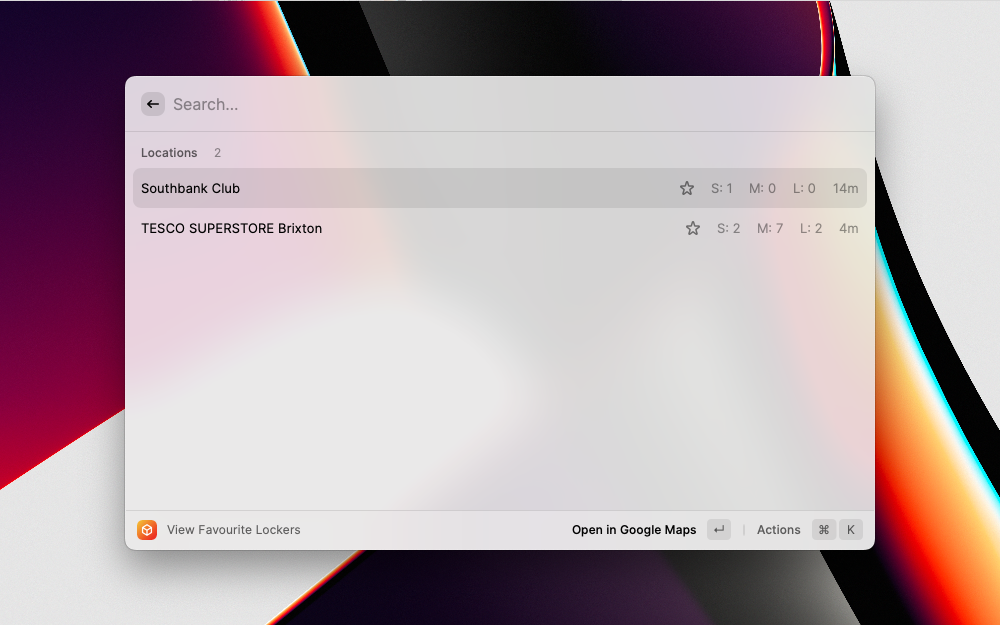 Search...
Locations 2
Southbank Club S: 1 M: 0 L: 0 14m
TESCO SUPERSTORE Brixton S: 2 M: 7 L: 2 4m
View Favourite Lockers Open in Google Maps ↵ | Actions ⌘ K